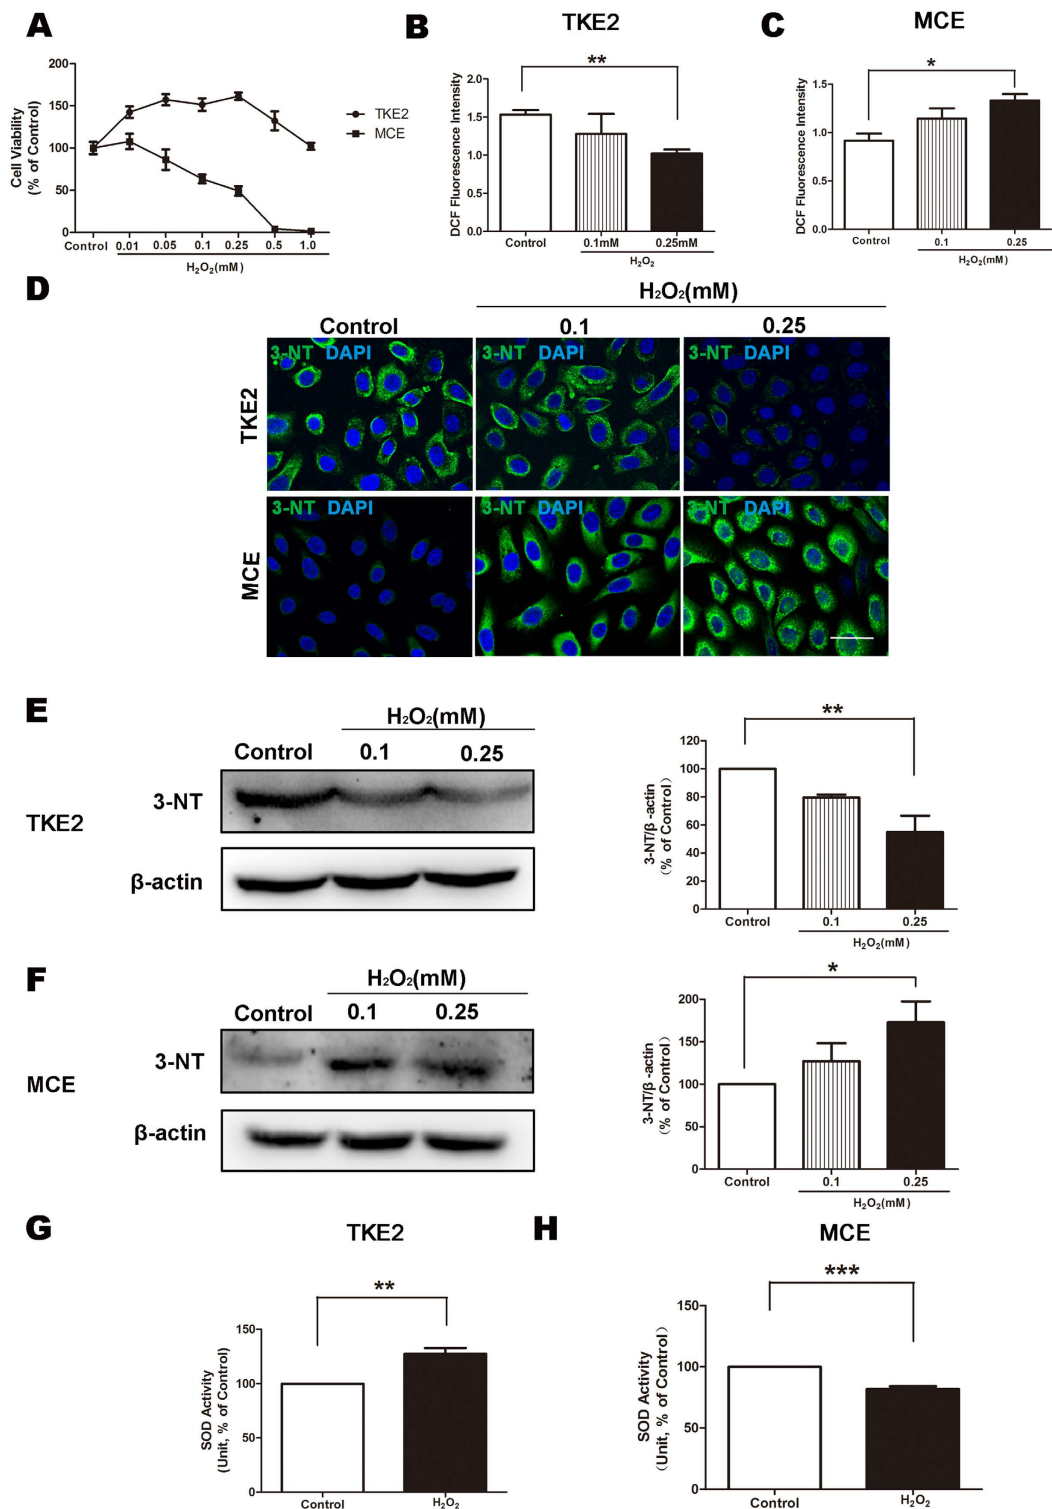 A
Cell Viability
(% of Control)
200
150
100
50
0
Control 0.01 0.05 0.1 0.25 0.5 1.0
H₂O₂(mM)
TKE2
MCE
B
TKE2
**
DCF Fluorescence Intensity
2.0
1.5
1.0
0.5
0.0
Control 0.1mM 0.25mM
H₂O₂
C
MCE
*
DCF Fluorescence Intensity
1.5
1.0
0.5
0.0
Control 0.1 0.25
H₂O₂(mM)
D
H₂O₂(mM)
Control 0.1 0.25
TKE2
3-NT DAPI 3-NT DAPI 3-NT DAPI
MCE
3-NT DAPI 3-NT DAPI 3-NT DAPI
E
H₂O₂(mM)
Control 0.1 0.25
TKE2
3-NT
β-actin
**
3-NT/β -actin
(% of Control)
120
100
80
60
40
20
0
Control 0.1 0.25
H₂O₂(mM)
F
H₂O₂(mM)
Control 0.1 0.25
MCE
3-NT
β-actin
*
3-NT/β -actin
(% of Control)
200
150
100
50
0
Control 0.1 0.25
H₂O₂(mM)
G
TKE2
**
SOD Activity
(Unit, % of Control)
150
100
50
0
Control H₂O₂
H
MCE
***
SOD Activity
(Unit, % of Control)
150
100
50
0
Control H₂O₂